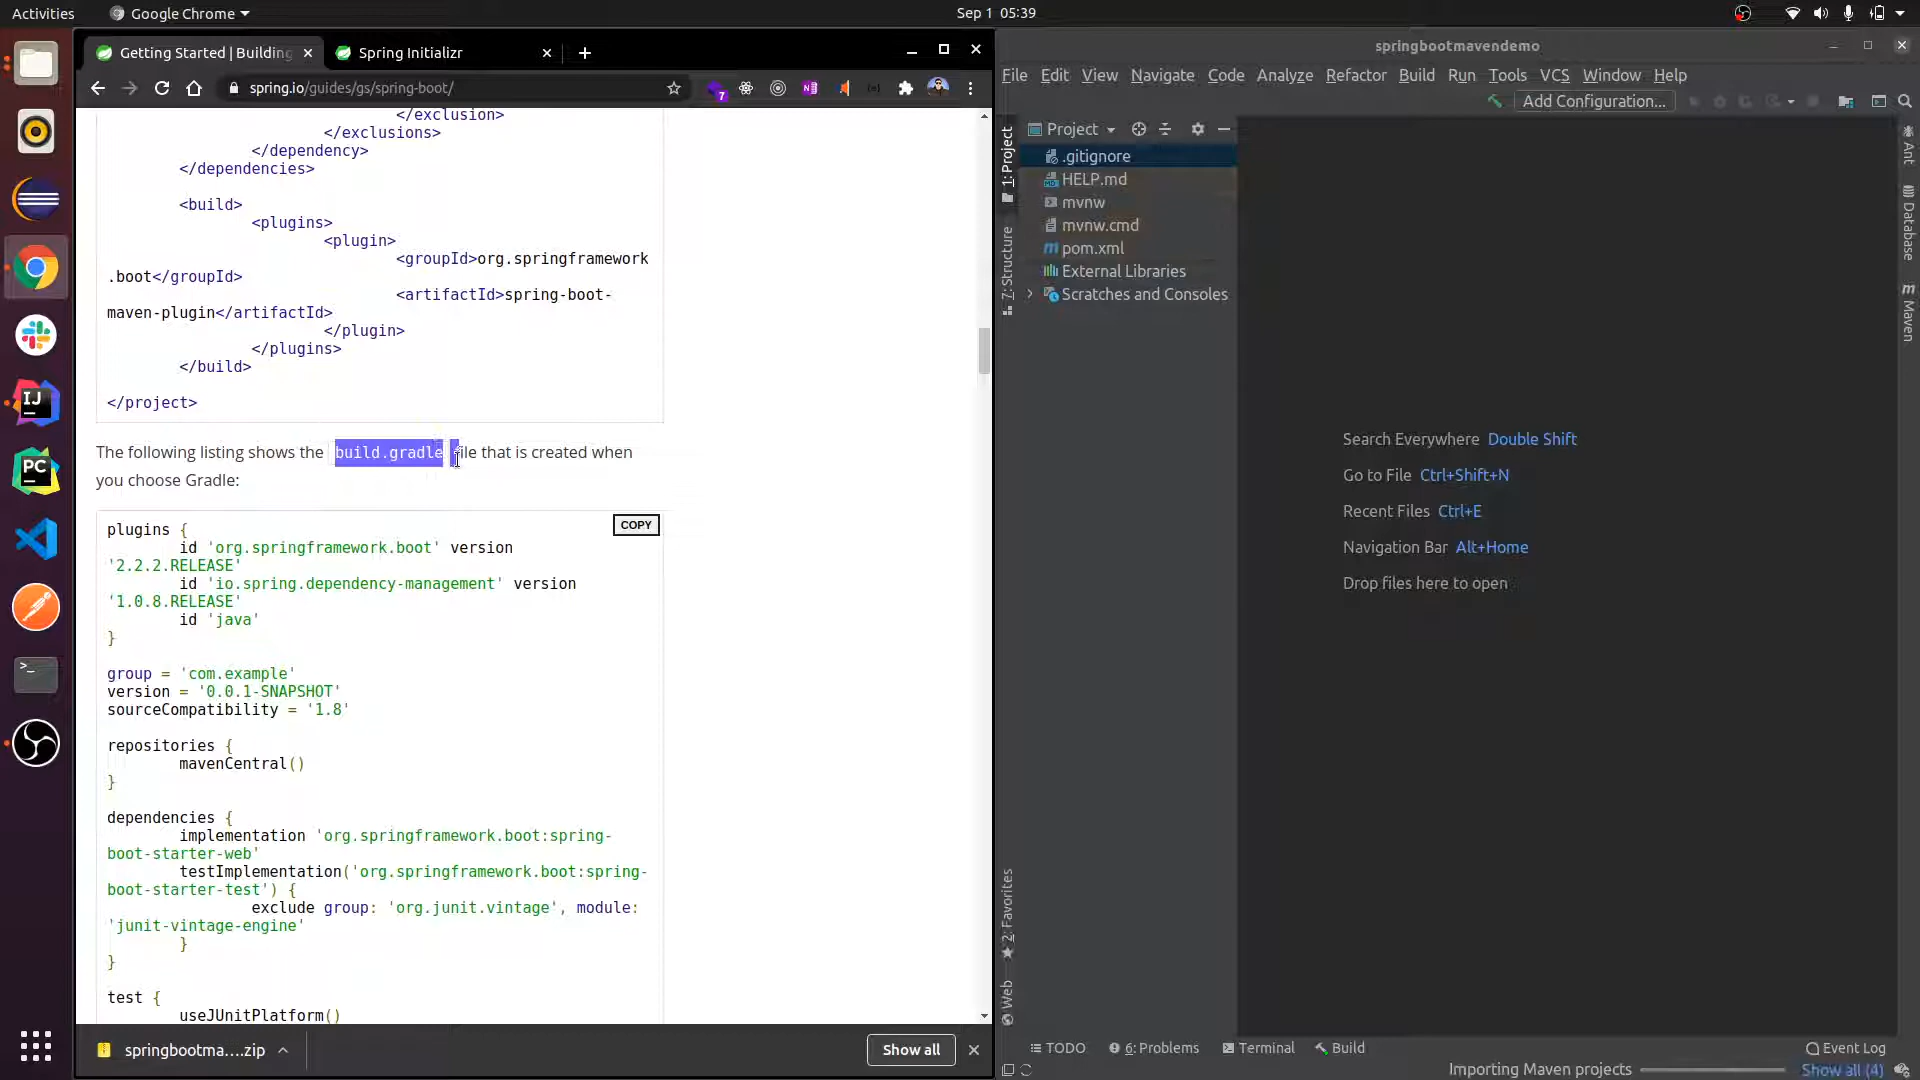 Activities
Google Chrome
Sep 1 05:39
Getting Started | Building
Spring Initializr
spring.io/guides/gs/spring-boot/
7
</exclusion>
</exclusions>
</dependency>
</dependencies>
<build>
<plugins>
<plugin>
<groupId>org.springframework
.boot</groupId>
<artifactId>spring-boot-
maven-plugin</artifactId>
</plugin>
</plugins>
</build>
</project>
The following listing shows the build.gradle file that is created when
you choose Gradle:
COPY
plugins {
id 'org.springframework.boot' version
'2.2.2.RELEASE'
id 'io.spring.dependency-management' version
'1.0.8.RELEASE'
id 'java'
}
group = 'com.example'
version = '0.0.1-SNAPSHOT'
sourceCompatibility = '1.8'
repositories {
mavenCentral()
}
dependencies {
implementation 'org.springframework.boot:spring-
boot-starter-web'
testImplementation('org.springframework.boot:spring-
boot-starter-test') {
exclude group: 'org.junit.vintage', module:
'junit-vintage-engine'
}
}
test {
useJUnitPlatform()
springbootma....zip
Show all
IJ
PC
>_
springbootmavendemo
File Edit View Navigate Code Analyze Refactor Build Run Tools VCS Window Help
Add Configuration...
Project
.gitignore
HELP.md
mvnw
mvnw.cmd
pom.xml
External Libraries
Scratches and Consoles
1: Project
7: Structure
2: Favorites
Web
Ant
Database
Maven
Search Everywhere Double Shift
Go to File Ctrl+Shift+N
Recent Files Ctrl+E
Navigation Bar Alt+Home
Drop files here to open
TODO
6: Problems
Terminal
Build
Event Log
Importing Maven projects
Show all (4)